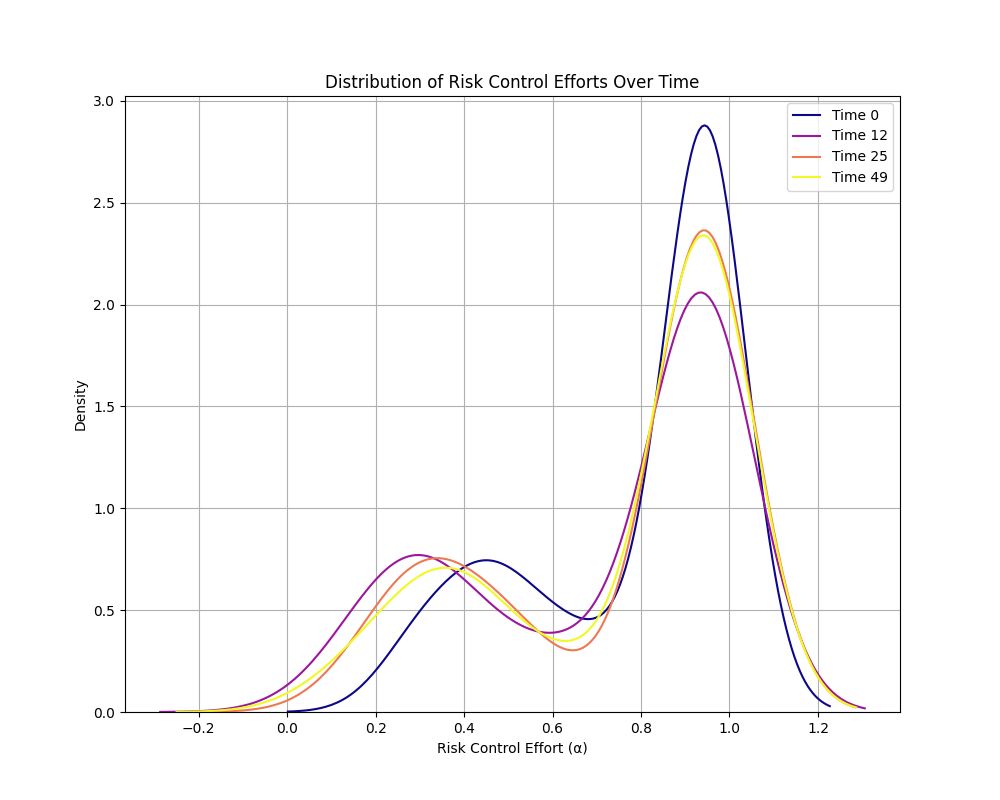 Distribution of Risk Control Efforts Over Time
3.0
2.5
2.0
1.5
1.0
0.5
0.0
Density
Time 0
Time 12
Time 25
Time 49
−0.2 0.0 0.2 0.4 0.6 0.8 1.0 1.2
Risk Control Effort (α)